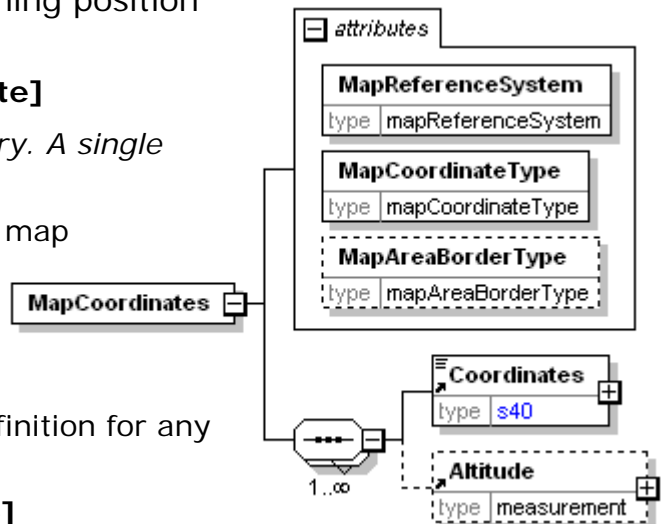 ning position
attributes
MapReferenceSystem
type mapReferenceSystem
te]
ry. A single
MapCoordinateType
type mapCoordinateType
map
MapAreaBorderType
type mapAreaBorderType
MapCoordinates
Coordinates
type s40
finition for any
1..∞
Altitude
type measurement
]